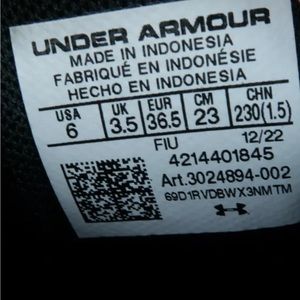 UNDER ARMOUR
MADE IN INDONESIA
FABRIQUÉ EN INDONÉSIE
HECHO EN INDONESIA
USA UK EUR CM CHN
6 3.5 36.5 23 230(1.5)
FIU 12/22
4214401845
Art.3024894-002
69D1RVDBWX3NMTM